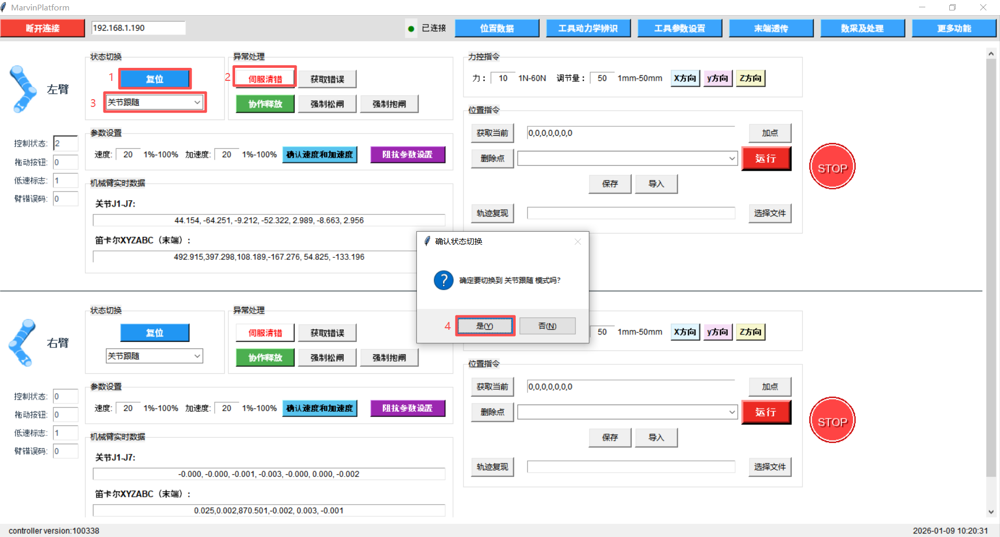 MarvinPlatform
断开连接 192.168.1.190 已连接 位置数据 工具动力学辨识 工具参数设置 末端透传 数采及处理 更多功能
左臂
状态切换
1 复位
3 关节跟随
异常处理
2 伺服清错 获取错误
协作释放 强制松闸 强制抱闸
控制状态: 2
拖动按钮: 0
低速标志: 1
臂错误码: 0
参数设置
速度: 20 1%-100% 加速度: 20 1%-100% 确认速度和加速度 阻抗参数设置
机械臂实时数据
关节J1-J7:
44.154, -64.251, -9.212, -52.322, 2.989, -8.663, 2.956
笛卡尔XYZABC（末端）:
492.915,397.298,108.189,-167.276, 54.825, -133.196
力控指令
力: 10 1N-60N 调节量: 50 1mm-50mm X方向 y方向 Z方向
位置指令
获取当前 0,0,0,0,0,0,0 加点
删除点 运行
保存 导入
轨迹复现 选择文件
STOP
确认状态切换
? 确定要切换到 关节跟随 模式吗?
4 是(Y) 否(N)
右臂
状态切换
复位
关节跟随
异常处理
伺服清错 获取错误
协作释放 强制松闸 强制抱闸
控制状态: 0
拖动按钮: 0
低速标志: 1
臂错误码: 0
参数设置
速度: 20 1%-100% 加速度: 20 1%-100% 确认速度和加速度 阻抗参数设置
机械臂实时数据
关节J1-J7:
-0.000, -0.000, -0.001, -0.003, -0.000, 0.000, -0.002
笛卡尔XYZABC（末端）:
0.025,0.002,870.501,-0.002, 0.003, -0.001
50 1mm-50mm X方向 y方向 Z方向
位置指令
获取当前 0,0,0,0,0,0,0 加点
删除点 运行
保存 导入
轨迹复现 选择文件
STOP
controller version:100338 2026-01-09 10:20:31